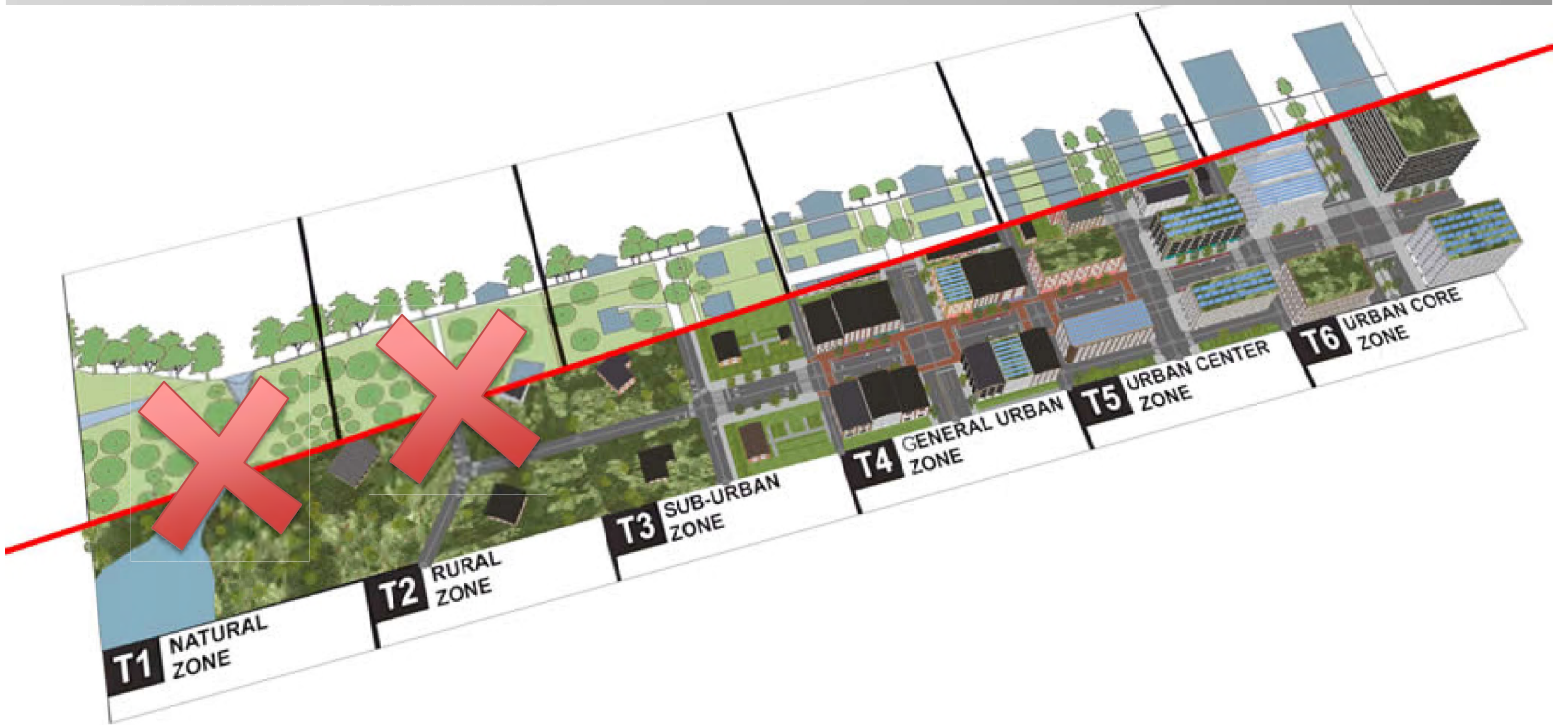 T1 NATURAL
ZONE
T2 RURAL
ZONE
T3 SUB-URBAN
ZONE
T4 GENERAL URBAN
ZONE
T5 URBAN CENTER
ZONE
T6 URBAN CORE
ZONE